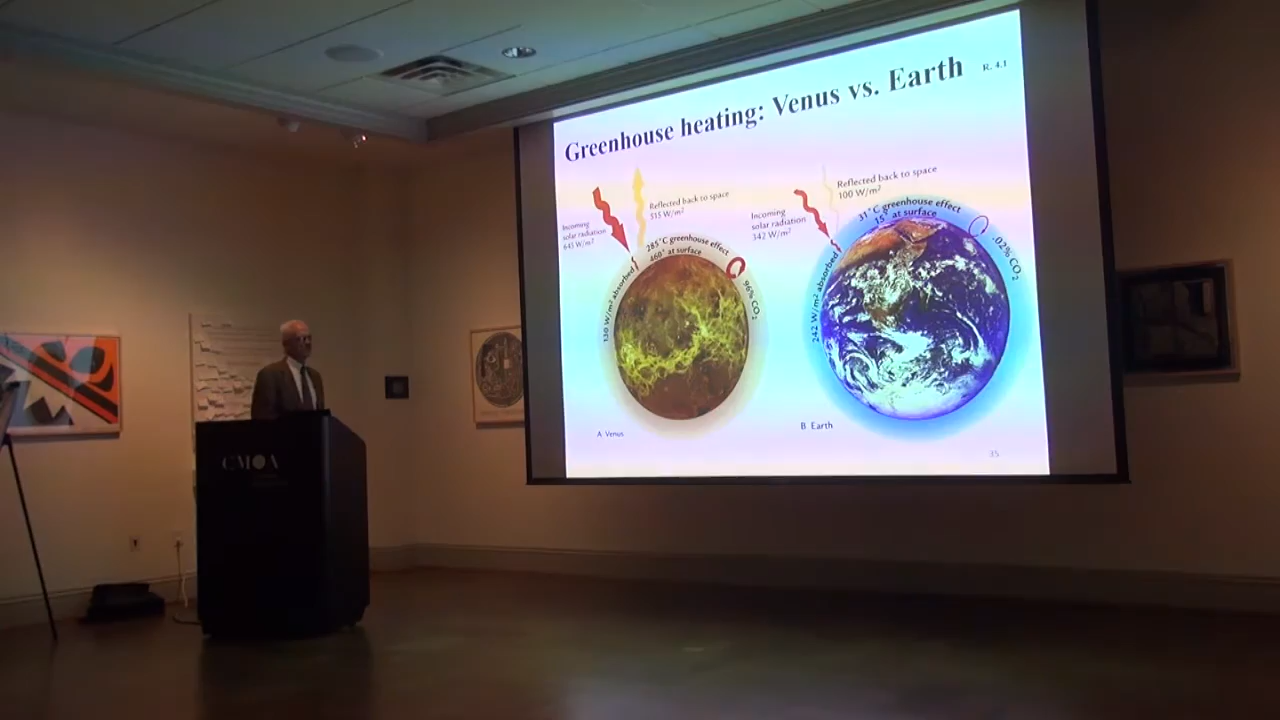 Greenhouse heating: Venus vs. Earth
R. 4.1
Reflected back to space
515 W/m²
Incoming
solar radiation
645 W/m²
285°C greenhouse effect
460° at surface
130 W/m² absorbed
96% CO₂
A Venus
Reflected back to space
100 W/m²
Incoming
solar radiation
342 W/m²
31°C greenhouse effect
15° at surface
242 W/m² absorbed
.02% CO₂
B Earth
35
CMOA